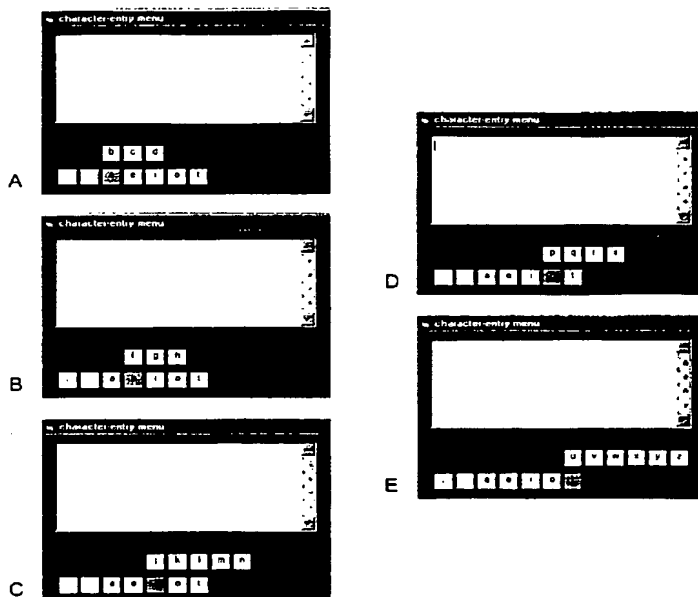 character-entry menu
b c d
A
e i o t
character-entry menu
f g h
B
. a i o t
character-entry menu
j k l m n
C
a e o t
character-entry menu
p q r s
D
a e i t
character-entry menu
u v w x y z
E
. a e i o